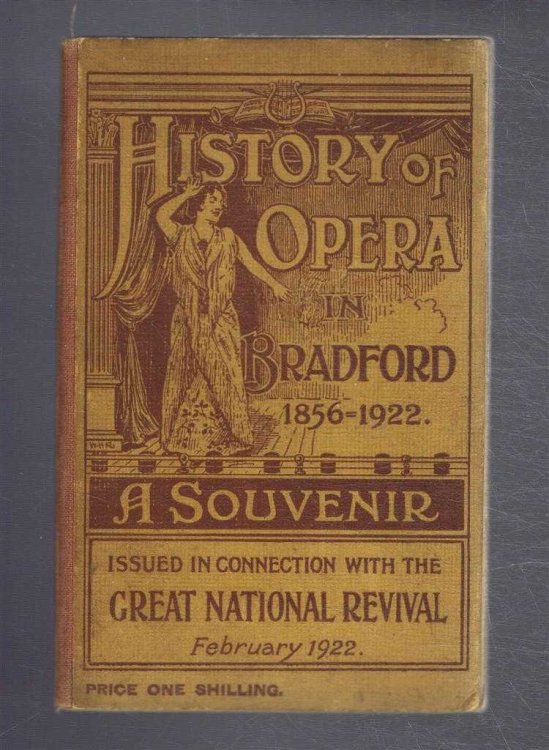 HISTORY OF
OPERA
IN
BRADFORD
1856=1922.
A SOUVENIR
ISSUED IN CONNECTION WITH THE
GREAT NATIONAL REVIVAL
February 1922.
PRICE ONE SHILLING.